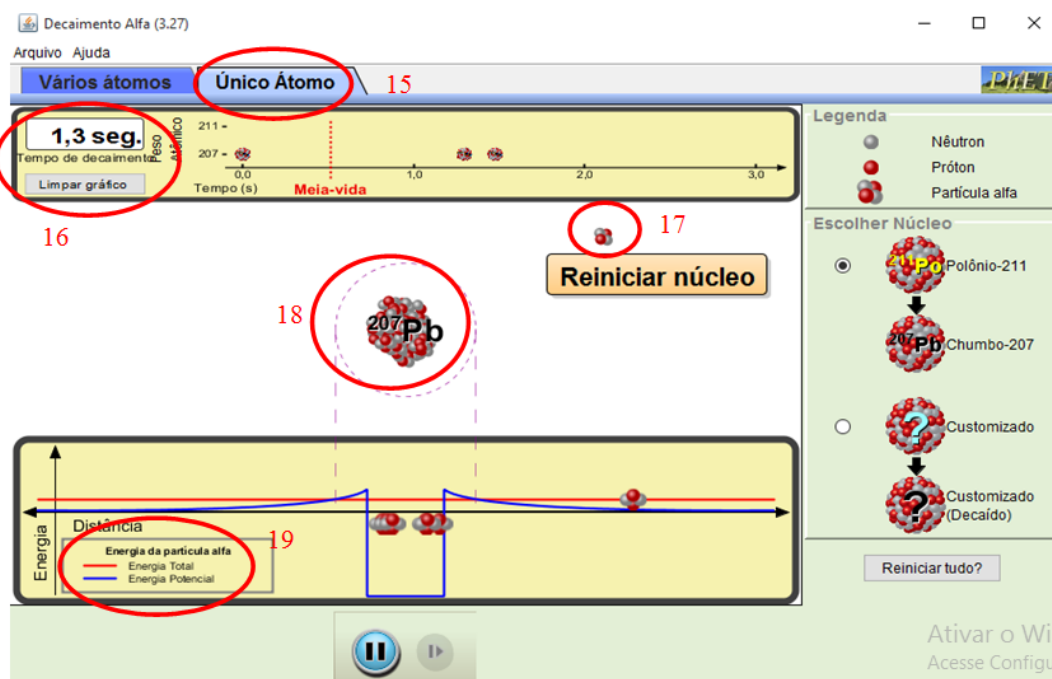 Decaimento Alfa (3.27)
Arquivo Ajuda
Vários átomos
Único Átomo
15
PhET
1,3 seg.
Tempo de decaimento
Limpar gráfico
16
Peso
Atômico
211
207
0,0
1,0
2,0
3,0
Tempo (s)
Meia-vida
Legenda
Nêutron
Próton
Partícula alfa
17
Reiniciar núcleo
18
207Pb
Escolher Núcleo
211Po
Polônio-211
207Pb
Chumbo-207
?
Customizado
?
Customizado
(Decaído)
Reiniciar tudo?
Energia
Distância
Energia da partícula alfa
Energia Total
Energia Potencial
19
Ativar o Wi
Acesse Configu